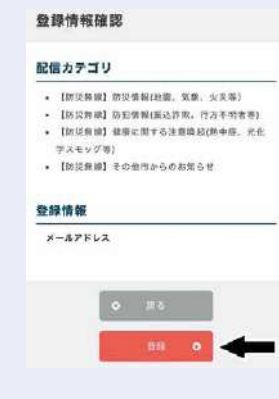 登録情報確認
配信カテゴリ
• 【防災無線】防災情報(地震、気象、火災等)
• 【防災無線】防犯情報(振込詐欺、行方不明者等)
• 【防災無線】健康に関する注意喚起(熱中症、光化
学スモッグ等)
• 【防災無線】その他市からのお知らせ
登録情報
メールアドレス
戻る
登録